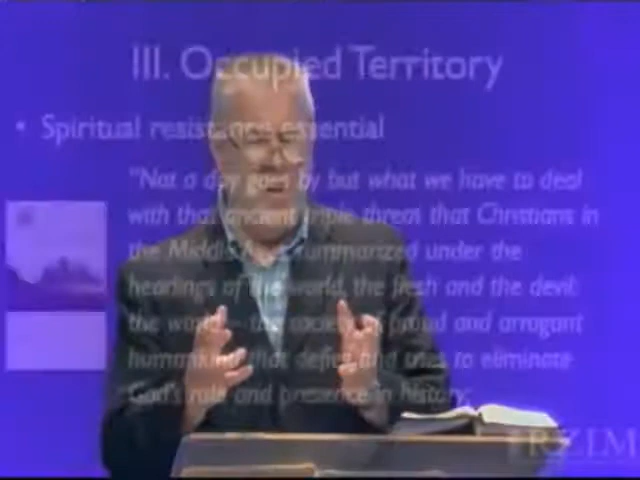 III. Occupied Territory
• Spiritual resistance essential
"Not a day goes by but what we have to deal
with that ancient triple threat that Christians in
the Middle Ages summarized under the
headings of the world, the flesh and the devil:
the world - the society of proud and arrogant
humankind that defies and tries to eliminate
God's rule and presence in history;
RZIM